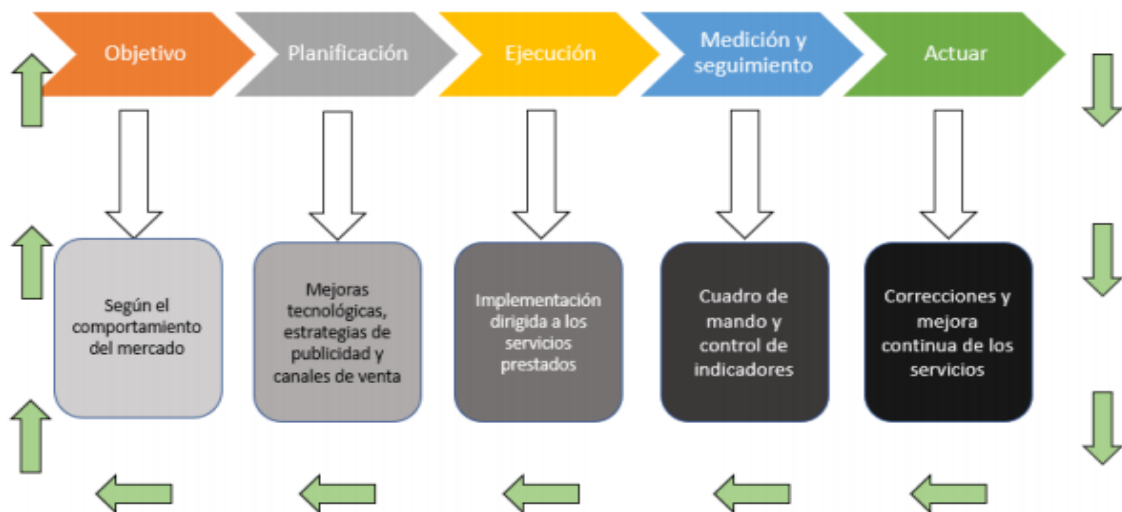 Objetivo
Planificación
Ejecución
Medición y
seguimiento
Actuar
Según el
comportamiento
del mercado
Mejoras
tecnológicas,
estrategias de
publicidad y
canales de venta
Implementación
dirigida a los
servicios
prestados
Cuadro de
mando y
control de
indicadores
Correcciones y
mejora
continua de los
servicios